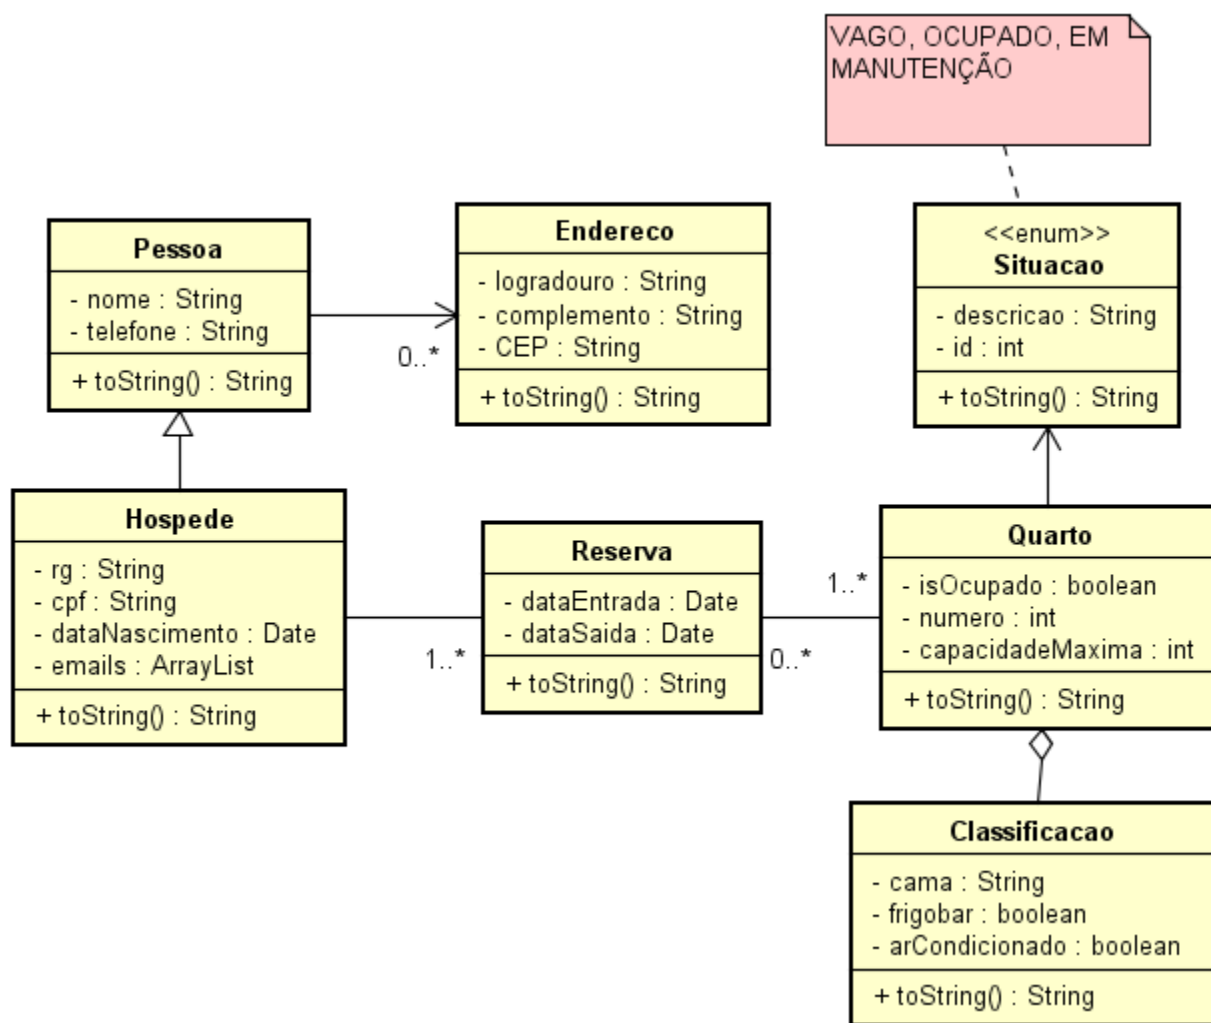 VAGO, OCUPADO, EM
MANUTENÇÃO
Pessoa
- nome : String
- telefone : String
+ toString() : String
0..*
Endereco
- logradouro : String
- complemento : String
- CEP : String
+ toString() : String
<<enum>>
Situacao
- descricao : String
- id : int
+ toString() : String
Hospede
- rg : String
- cpf : String
- dataNascimento : Date
- emails : ArrayList
+ toString() : String
1..*
Reserva
- dataEntrada : Date
- dataSaida : Date
+ toString() : String
1..*
0..*
Quarto
- isOcupado : boolean
- numero : int
- capacidadeMaxima : int
+ toString() : String
Classificacao
- cama : String
- frigobar : boolean
- arCondicionado : boolean
+ toString() : String